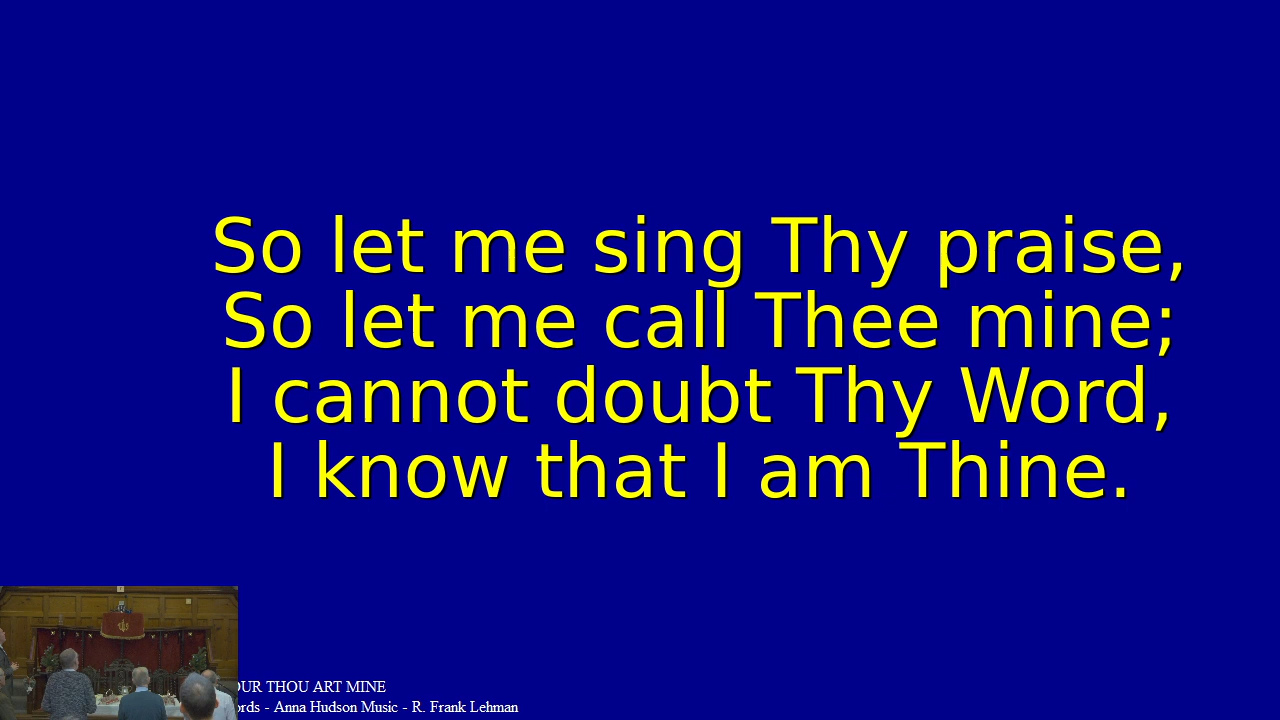 So let me sing Thy praise,
So let me call Thee mine;
I cannot doubt Thy Word,
I know that I am Thine.
OUR THOU ART MINE
ords - Anna Hudson Music - R. Frank Lehman